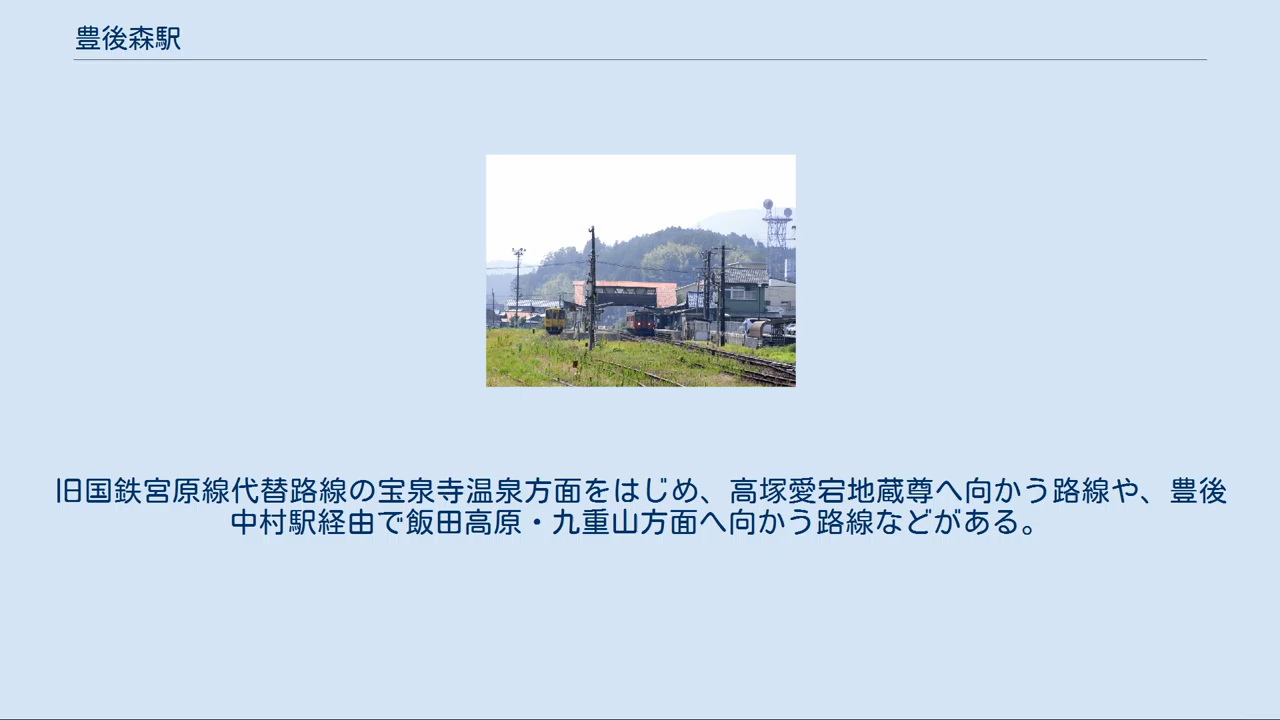 豊後森駅
旧国鉄宮原線代替路線の宝泉寺温泉方面をはじめ、高塚愛宕地蔵尊へ向かう路線や、豊後
中村駅経由で飯田高原・九重山方面へ向かう路線などがある。